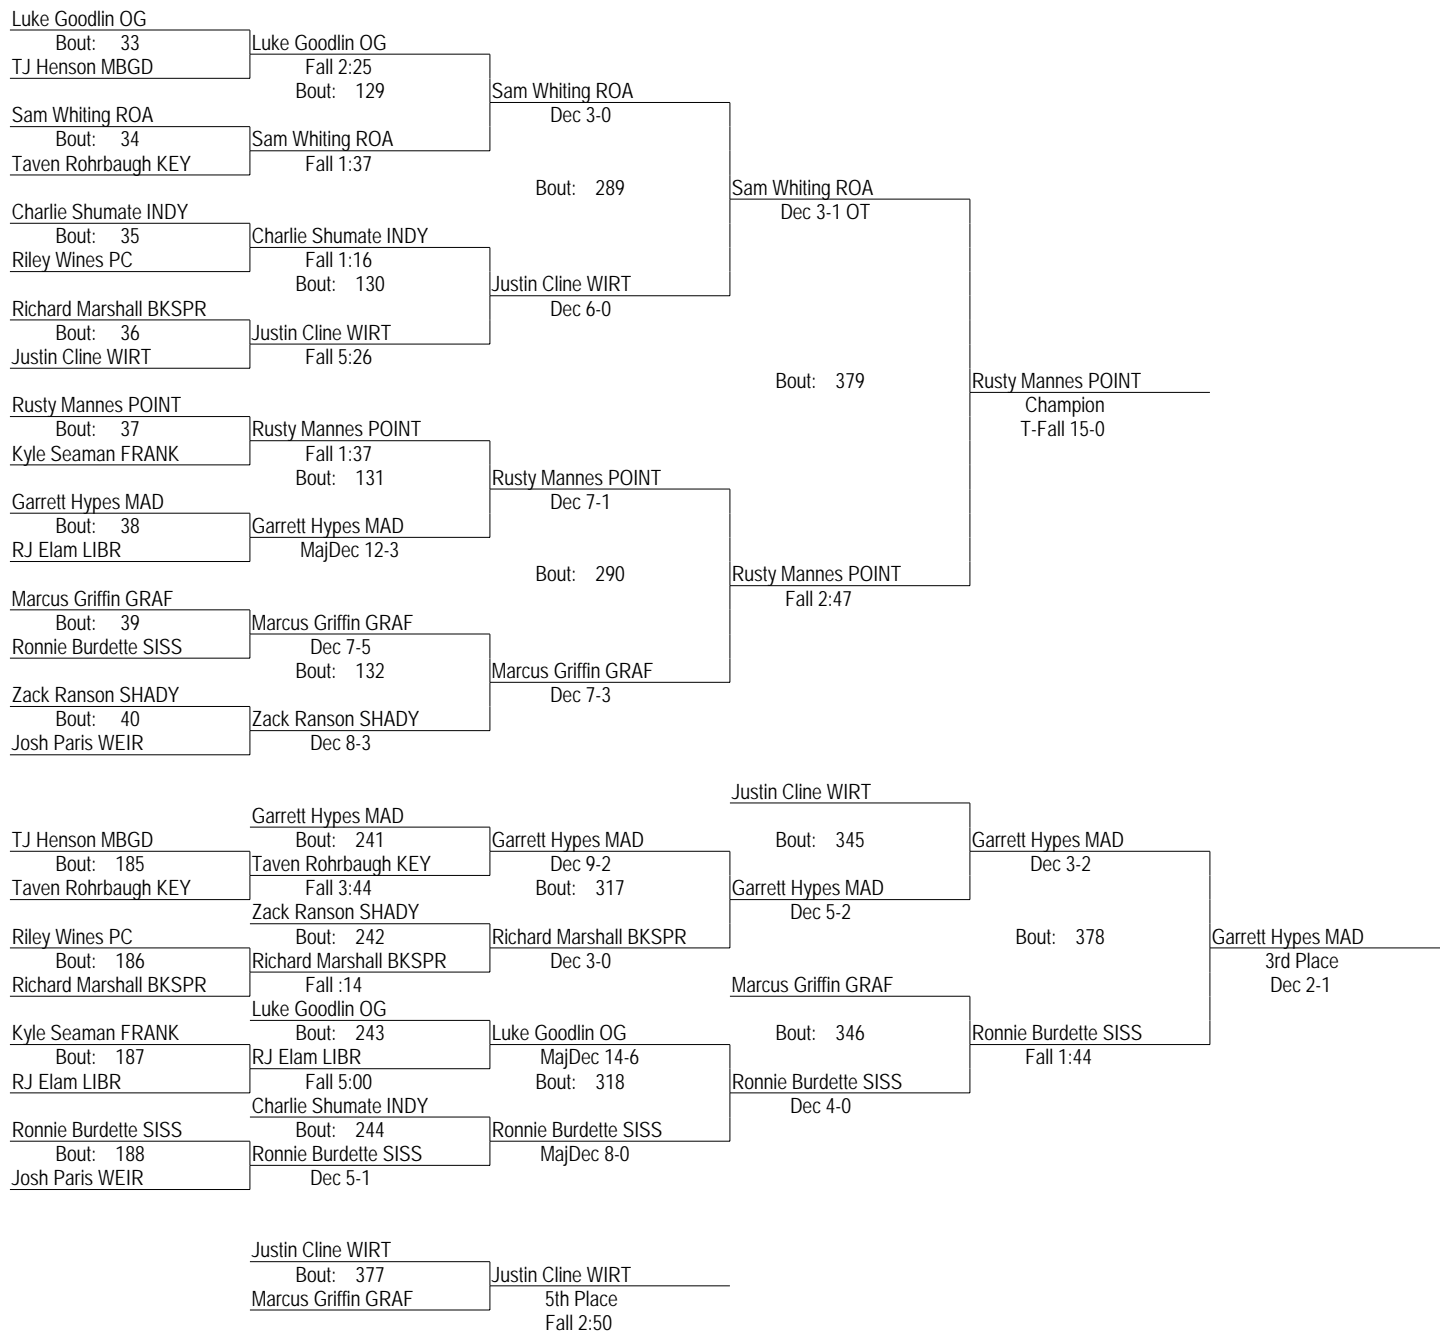 Luke Goodlin OG
Bout: 33
TJ Henson MBGD
Luke Goodlin OG
Fall 2:25
Bout: 129
Sam Whiting ROA
Bout: 34
Taven Rohrbaugh KEY
Sam Whiting ROA
Fall 1:37
Sam Whiting ROA
Dec 3-0
Bout: 289
Charlie Shumate INDY
Bout: 35
Riley Wines PC
Charlie Shumate INDY
Fall 1:16
Bout: 130
Richard Marshall BKSPR
Bout: 36
Justin Cline WIRT
Justin Cline WIRT
Fall 5:26
Justin Cline WIRT
Dec 6-0
Sam Whiting ROA
Dec 3-1 OT
Bout: 379
Rusty Mannes POINT
Bout: 37
Kyle Seaman FRANK
Rusty Mannes POINT
Fall 1:37
Bout: 131
Garrett Hypes MAD
Bout: 38
RJ Elam LIBR
Garrett Hypes MAD
MajDec 12-3
Rusty Mannes POINT
Dec 7-1
Bout: 290
Marcus Griffin GRAF
Bout: 39
Ronnie Burdette SISS
Marcus Griffin GRAF
Dec 7-5
Bout: 132
Zack Ranson SHADY
Bout: 40
Josh Paris WEIR
Zack Ranson SHADY
Dec 8-3
Marcus Griffin GRAF
Dec 7-3
Rusty Mannes POINT
Fall 2:47
Rusty Mannes POINT
Champion
T-Fall 15-0
TJ Henson MBGD
Bout: 185
Taven Rohrbaugh KEY
Garrett Hypes MAD
Bout: 241
Taven Rohrbaugh KEY
Fall 3:44
Garrett Hypes MAD
Dec 9-2
Bout: 317
Riley Wines PC
Bout: 186
Richard Marshall BKSPR
Zack Ranson SHADY
Bout: 242
Richard Marshall BKSPR
Fall :14
Richard Marshall BKSPR
Dec 3-0
Justin Cline WIRT
Bout: 345
Garrett Hypes MAD
Dec 5-2
Garrett Hypes MAD
Dec 3-2
Bout: 378
Kyle Seaman FRANK
Bout: 187
RJ Elam LIBR
Luke Goodlin OG
Bout: 243
RJ Elam LIBR
Fall 5:00
Luke Goodlin OG
MajDec 14-6
Bout: 318
Ronnie Burdette SISS
Bout: 188
Josh Paris WEIR
Charlie Shumate INDY
Bout: 244
Ronnie Burdette SISS
Dec 5-1
Ronnie Burdette SISS
MajDec 8-0
Marcus Griffin GRAF
Bout: 346
Ronnie Burdette SISS
Dec 4-0
Ronnie Burdette SISS
Fall 1:44
Garrett Hypes MAD
3rd Place
Dec 2-1
Justin Cline WIRT
Bout: 377
Marcus Griffin GRAF
Justin Cline WIRT
5th Place
Fall 2:50